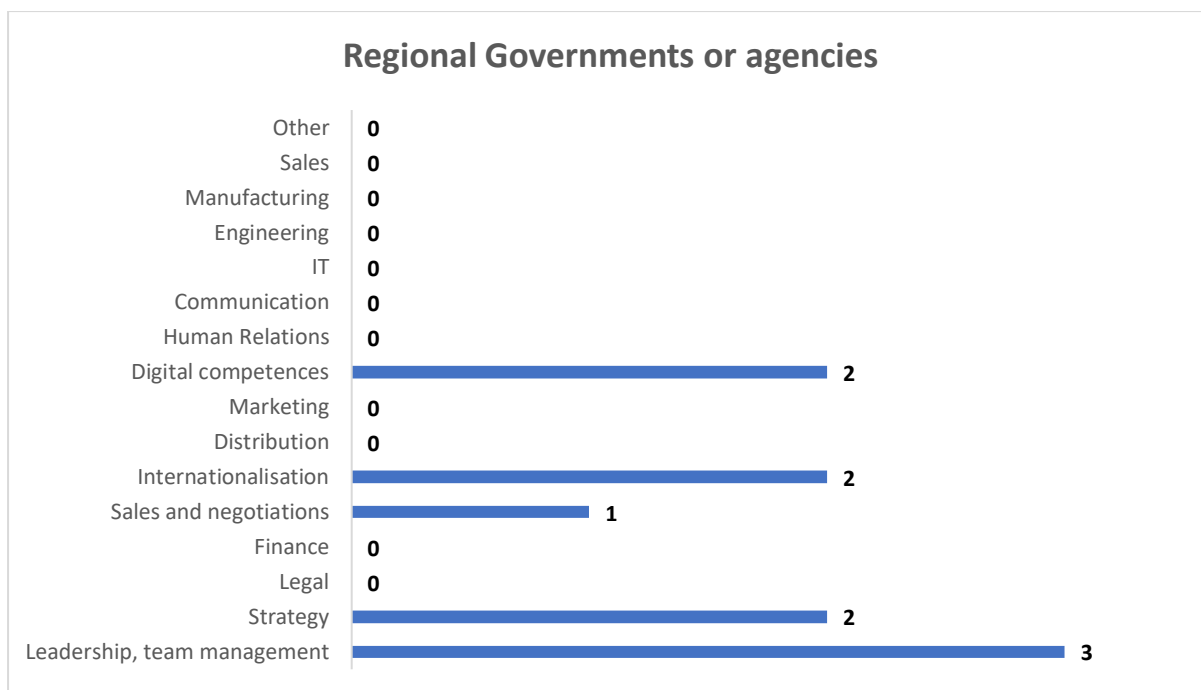 Regional Governments or agencies
Other 0
Sales 0
Manufacturing 0
Engineering 0
IT 0
Communication 0
Human Relations 0
Digital competences 2
Marketing 0
Distribution 0
Internationalisation 2
Sales and negotiations 1
Finance 0
Legal 0
Strategy 2
Leadership, team management 3